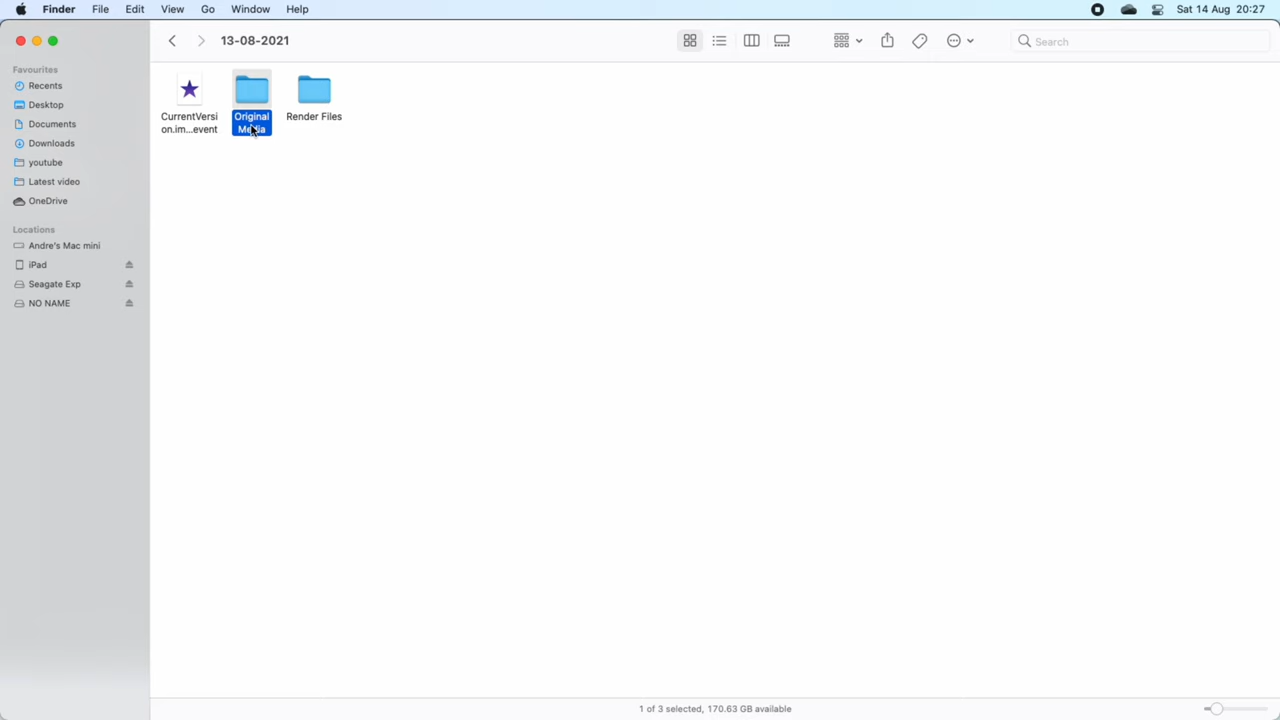 Finder File Edit View Go Window Help Sat 14 Aug 20:27
13-08-2021 Search
Favourites
Recents
Desktop
Documents
Downloads
youtube
Latest video
OneDrive
Locations
Andre's Mac mini
iPad
Seagate Exp
NO NAME
CurrentVersi
on.im...event
Original
Media
Render Files
1 of 3 selected, 170.63 GB available